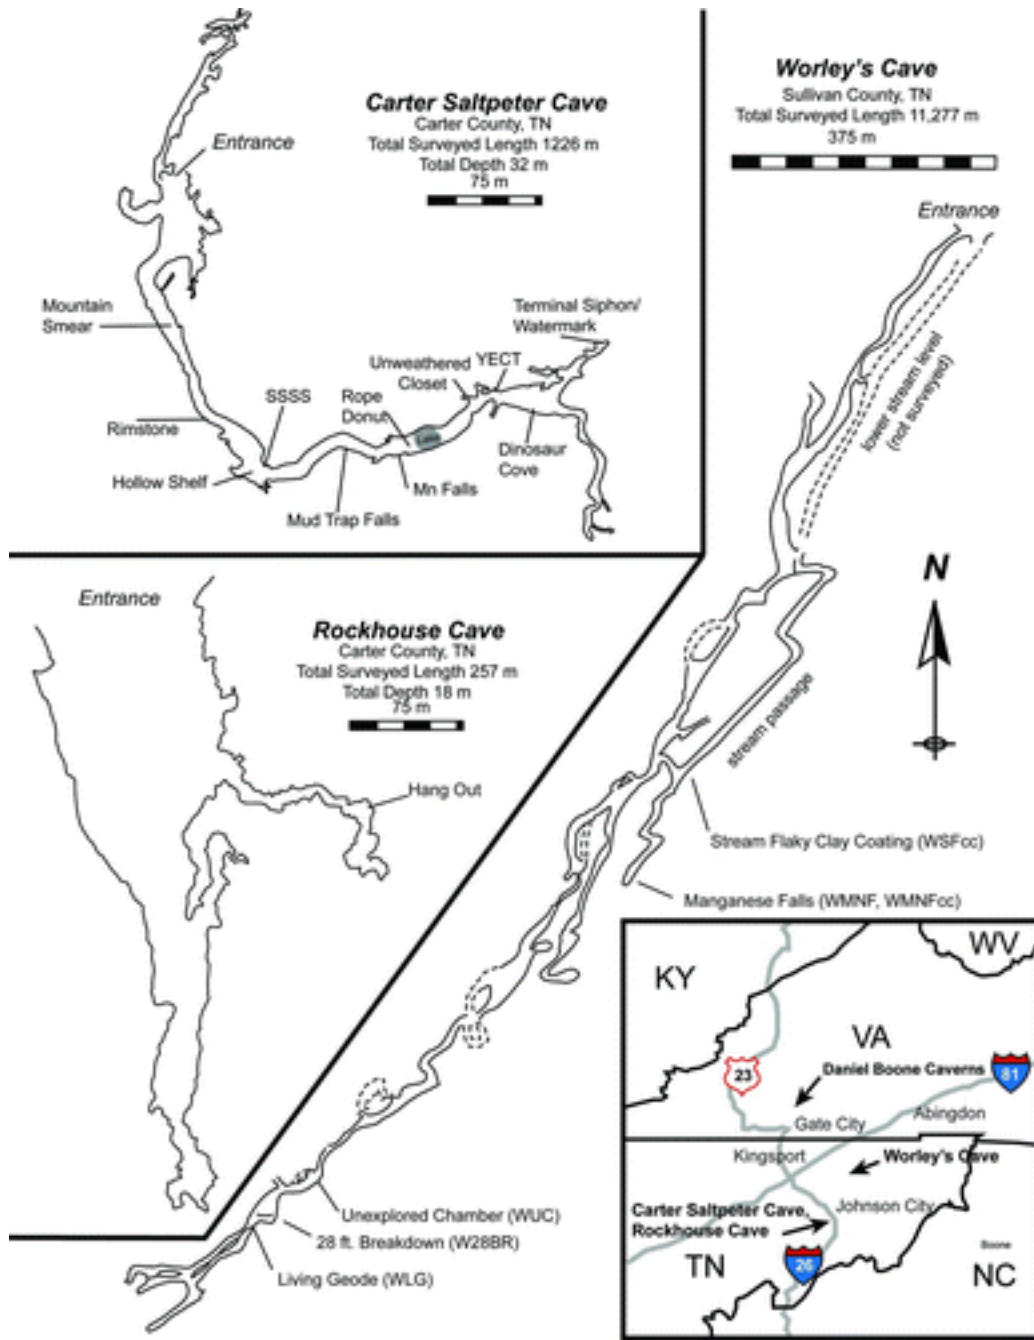 Carter Saltpeter Cave
Carter County, TN
Total Surveyed Length 1226 m
Total Depth 32 m
75 m
Entrance
Mountain
Smear
Rimstone
Hollow Shelf
SSSS
Mud Trap Falls
Rope
Donut
Lake
Mn Falls
Unweathered
Closet
YECT
Terminal Siphon/
Watermark
Dinosaur
Cove
Worley's Cave
Sullivan County, TN
Total Surveyed Length 11,277 m
375 m
Entrance
lower stream level
(not surveyed)
N
stream passage
Stream Flaky Clay Coating (WSFcc)
Manganese Falls (WMNF, WMNFcc)
Unexplored Chamber (WUC)
28 ft. Breakdown (W28BR)
Living Geode (WLG)
Entrance
Rockhouse Cave
Carter County, TN
Total Surveyed Length 257 m
Total Depth 18 m
75 m
Hang Out
KY
WV
VA
23
Daniel Boone Caverns
81
Gate City
Abingdon
Kingsport
Worley's Cave
Carter Saltpeter Cave,
Rockhouse Cave
Johnson City
TN
26
Boone
NC